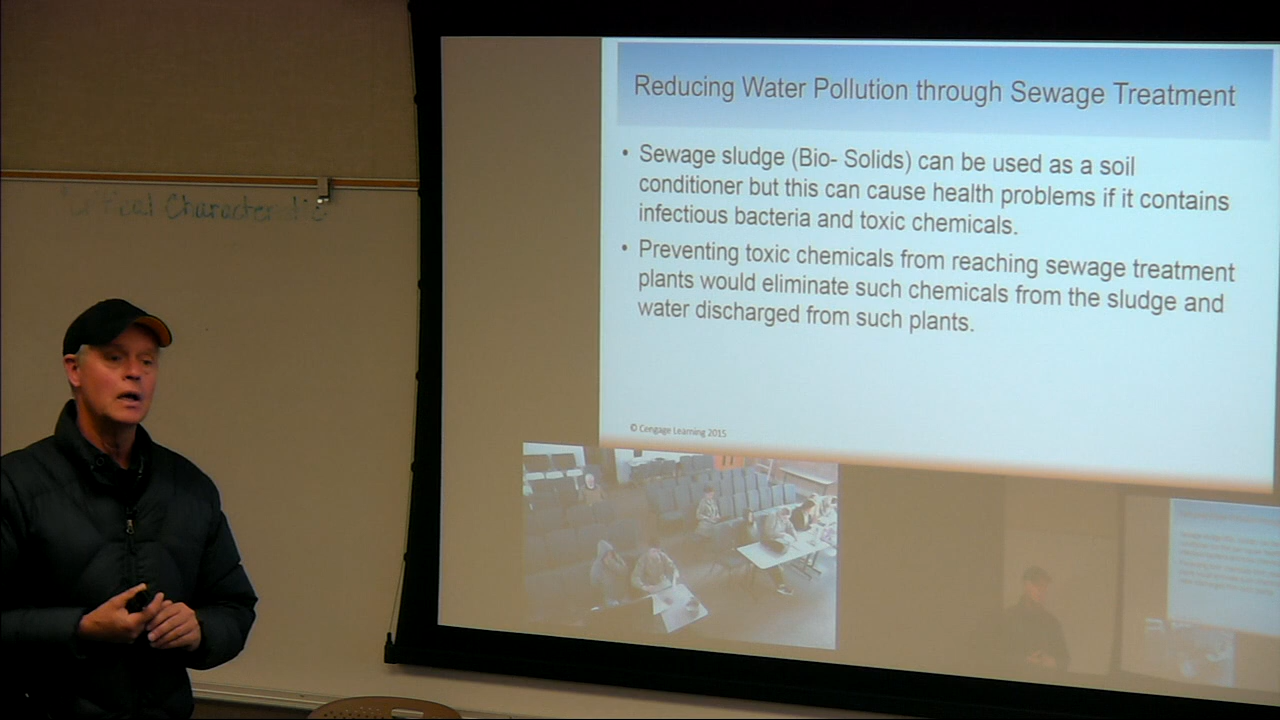 Reducing Water Pollution through Sewage Treatment
• Sewage sludge (Bio- Solids) can be used as a soil
conditioner but this can cause health problems if it contains
infectious bacteria and toxic chemicals.
• Preventing toxic chemicals from reaching sewage treatment
plants would eliminate such chemicals from the sludge and
water discharged from such plants.
© Cengage Learning 2015
Critical Characteristic